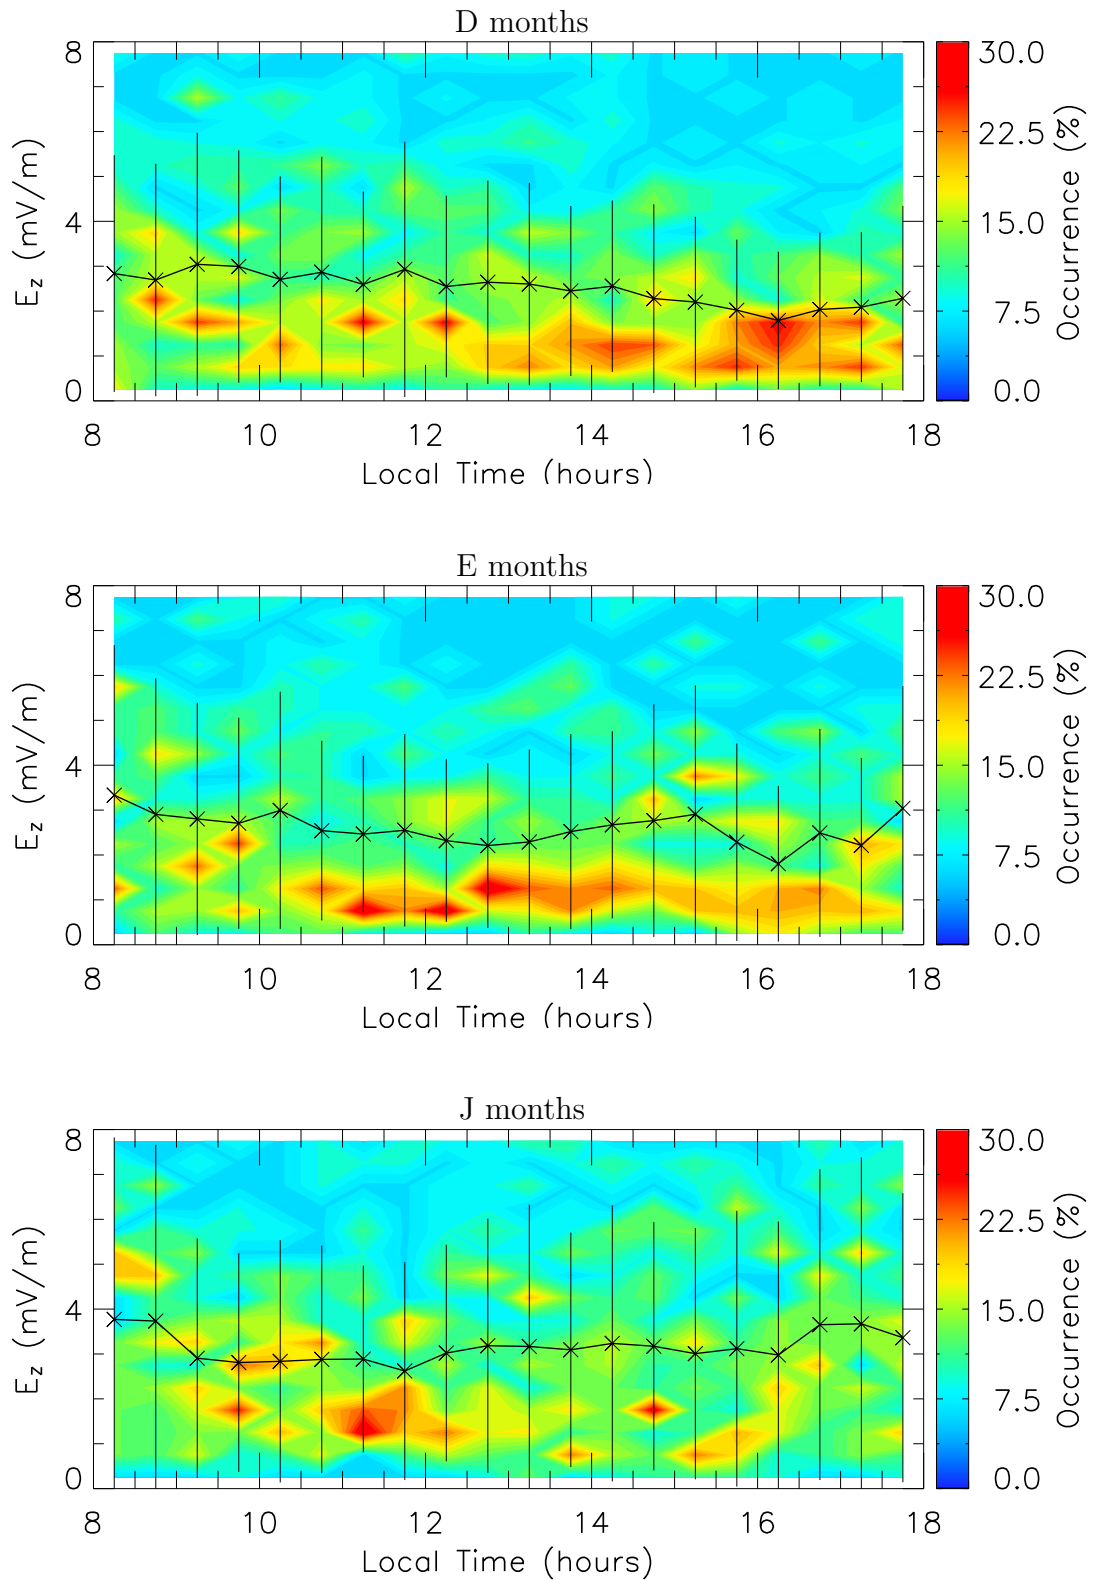 D months
8
4
0
E_z (mV/m)
8 10 12 14 16 18
Local Time (hours)
30.0
22.5
15.0
7.5
0.0
Occurrence (%)
E months
8
4
0
E_z (mV/m)
8 10 12 14 16 18
Local Time (hours)
30.0
22.5
15.0
7.5
0.0
Occurrence (%)
J months
8
4
0
E_z (mV/m)
8 10 12 14 16 18
Local Time (hours)
30.0
22.5
15.0
7.5
0.0
Occurrence (%)